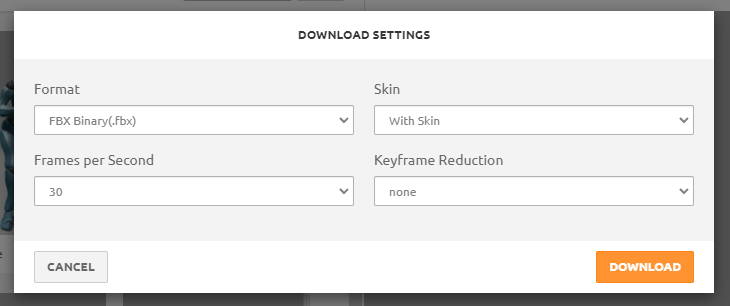 DOWNLOAD SETTINGS
Format
Skin
FBX Binary(.fbx)
With Skin
Frames per Second
Keyframe Reduction
30
none
CANCEL
DOWNLOAD